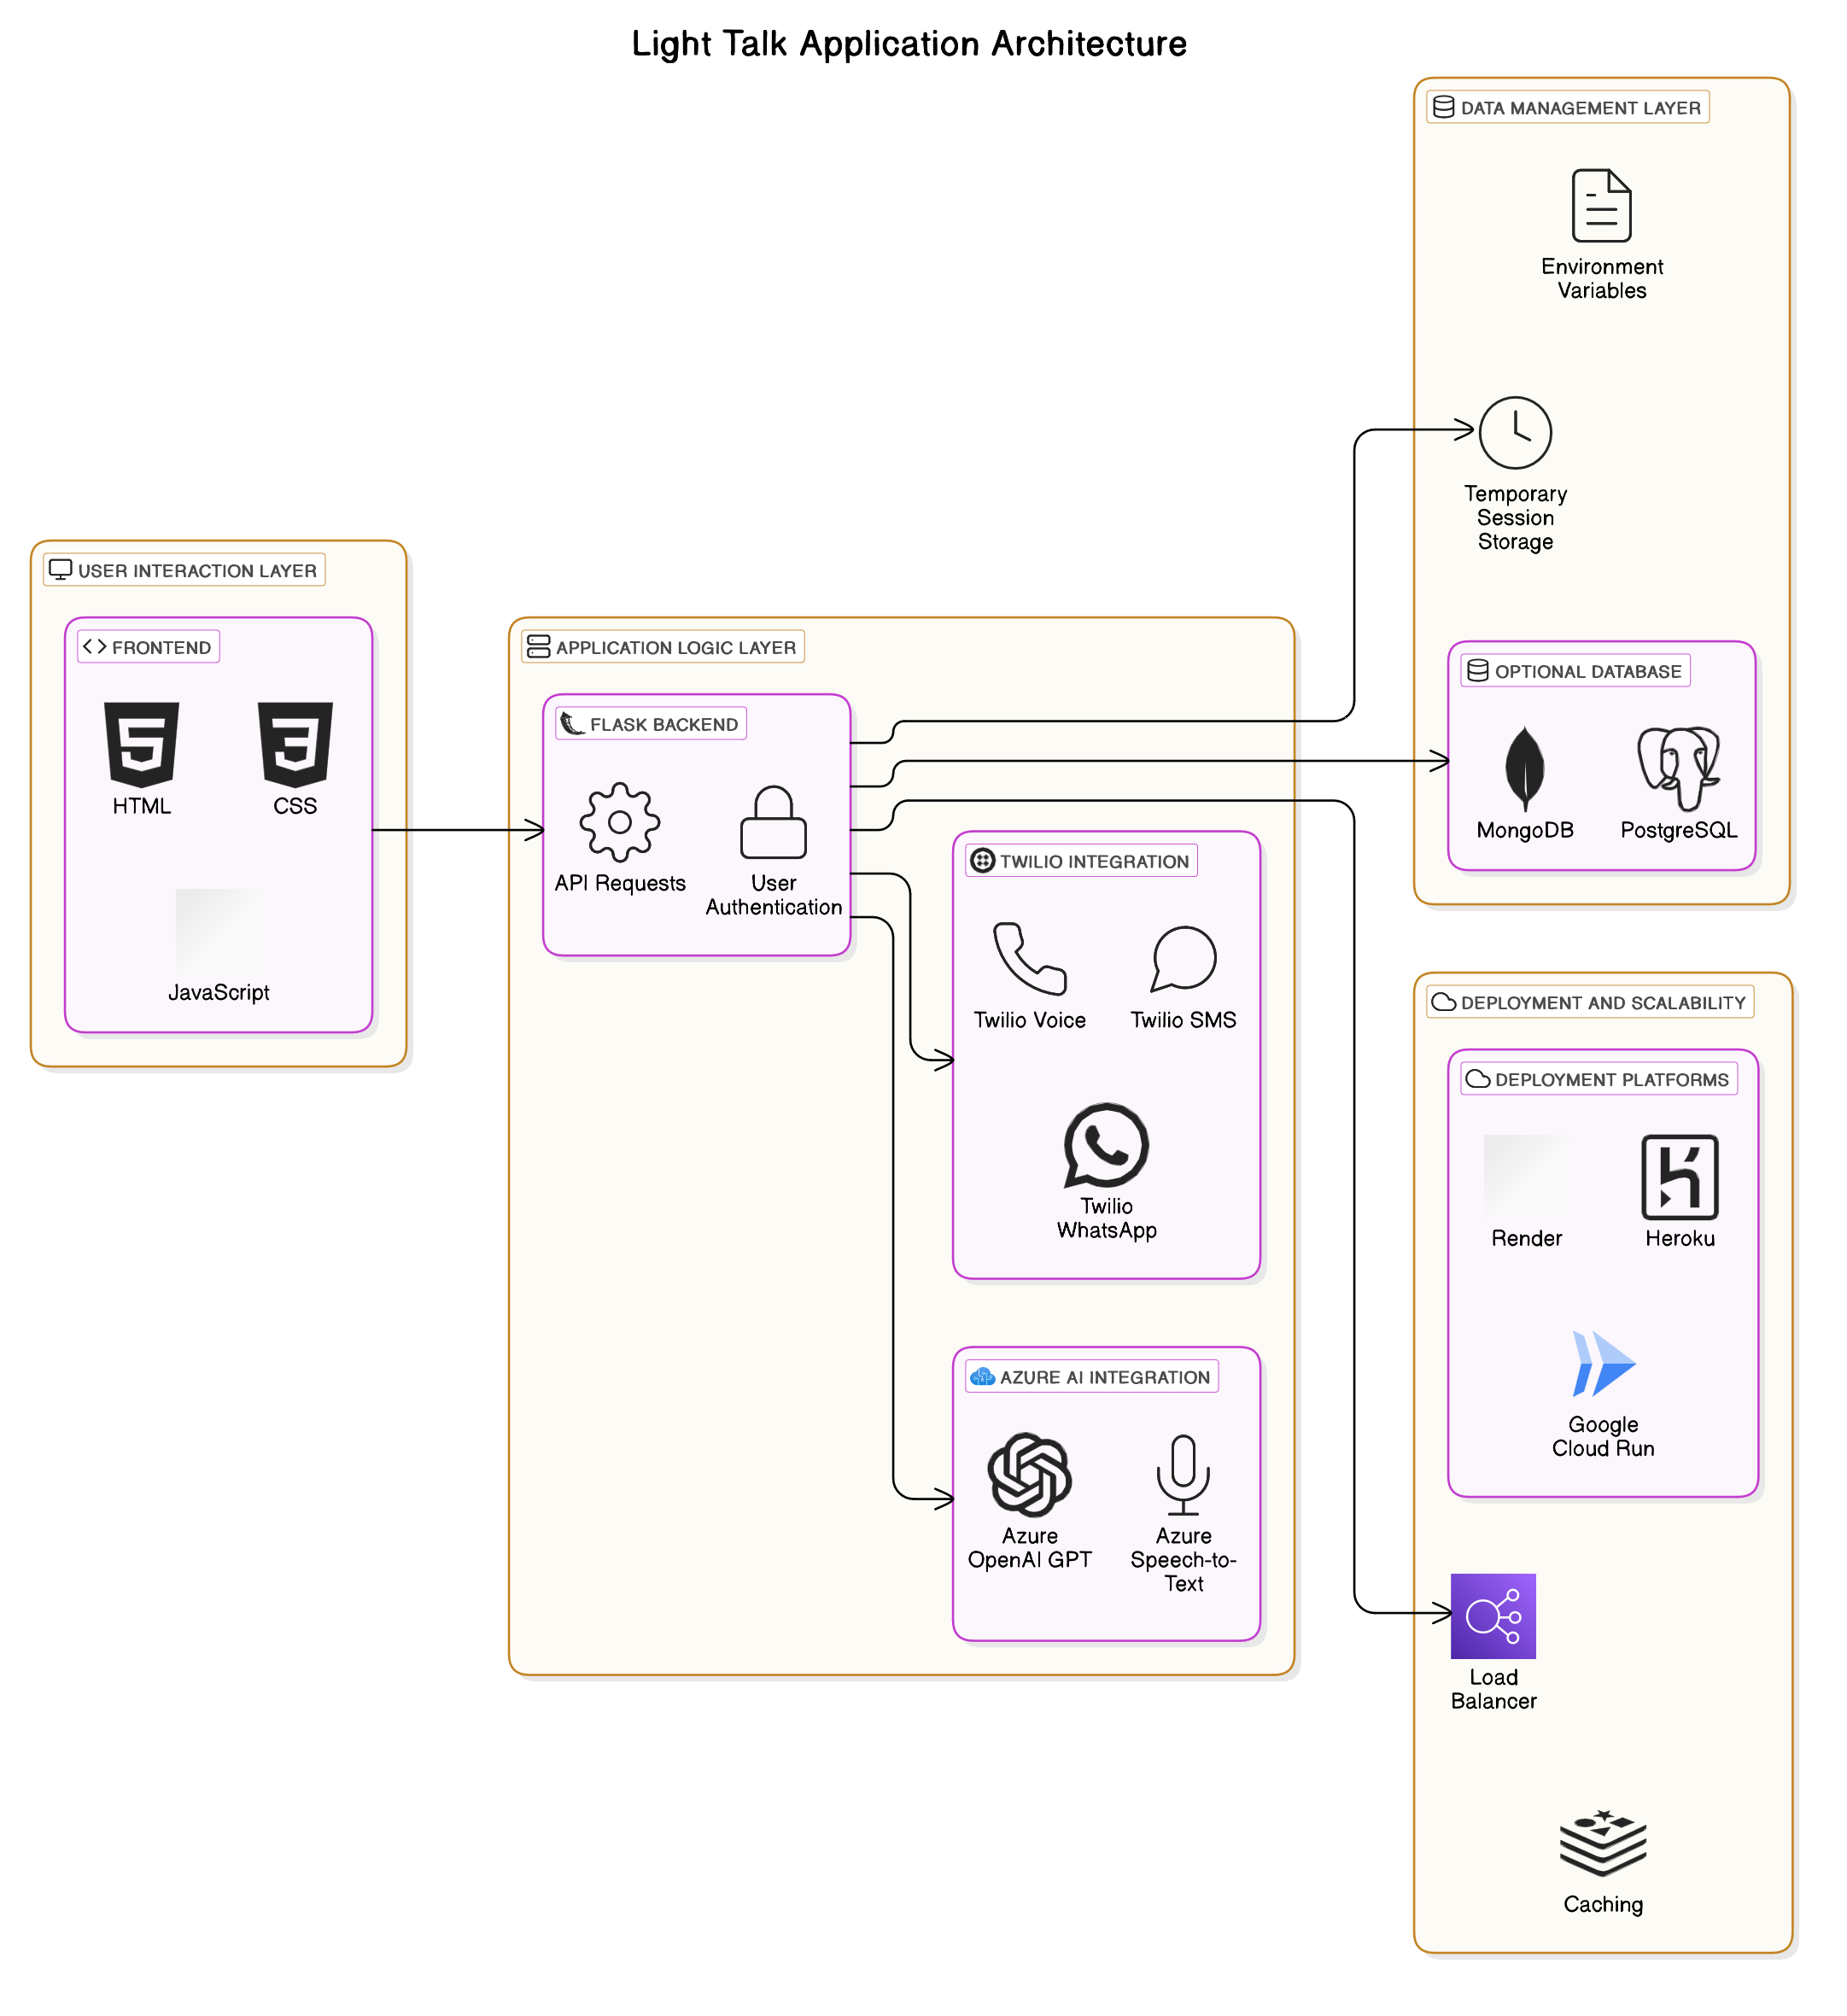 Light Talk Application Architecture
USER INTERACTION LAYER
FRONTEND
HTML
CSS
JavaScript
APPLICATION LOGIC LAYER
FLASK BACKEND
API Requests
User
Authentication
TWILIO INTEGRATION
Twilio Voice
Twilio SMS
Twilio
WhatsApp
AZURE AI INTEGRATION
Azure
OpenAI GPT
Azure
Speech-to-
Text
DATA MANAGEMENT LAYER
Environment
Variables
Temporary
Session
Storage
OPTIONAL DATABASE
MongoDB
PostgreSQL
DEPLOYMENT AND SCALABILITY
DEPLOYMENT PLATFORMS
Render
Heroku
Google
Cloud Run
Load
Balancer
Caching